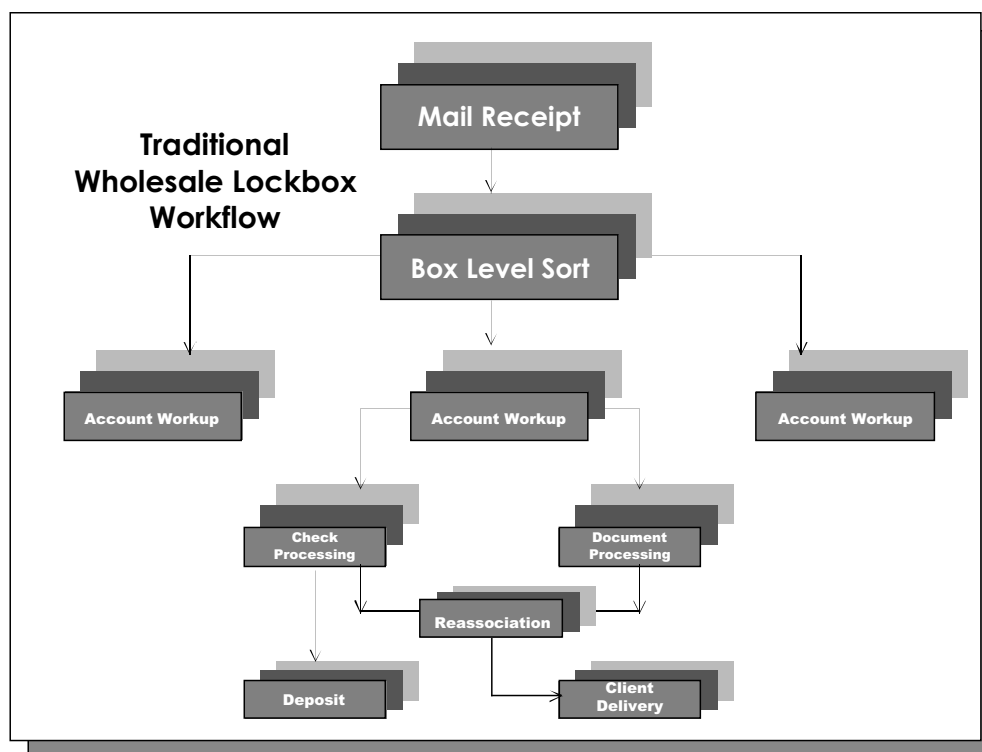 Mail Receipt
Traditional
Wholesale Lockbox
Workflow
Box Level Sort
Account Workup
Account Workup
Account Workup
Check
Processing
Document
Processing
Reassociation
Deposit
Client
Delivery